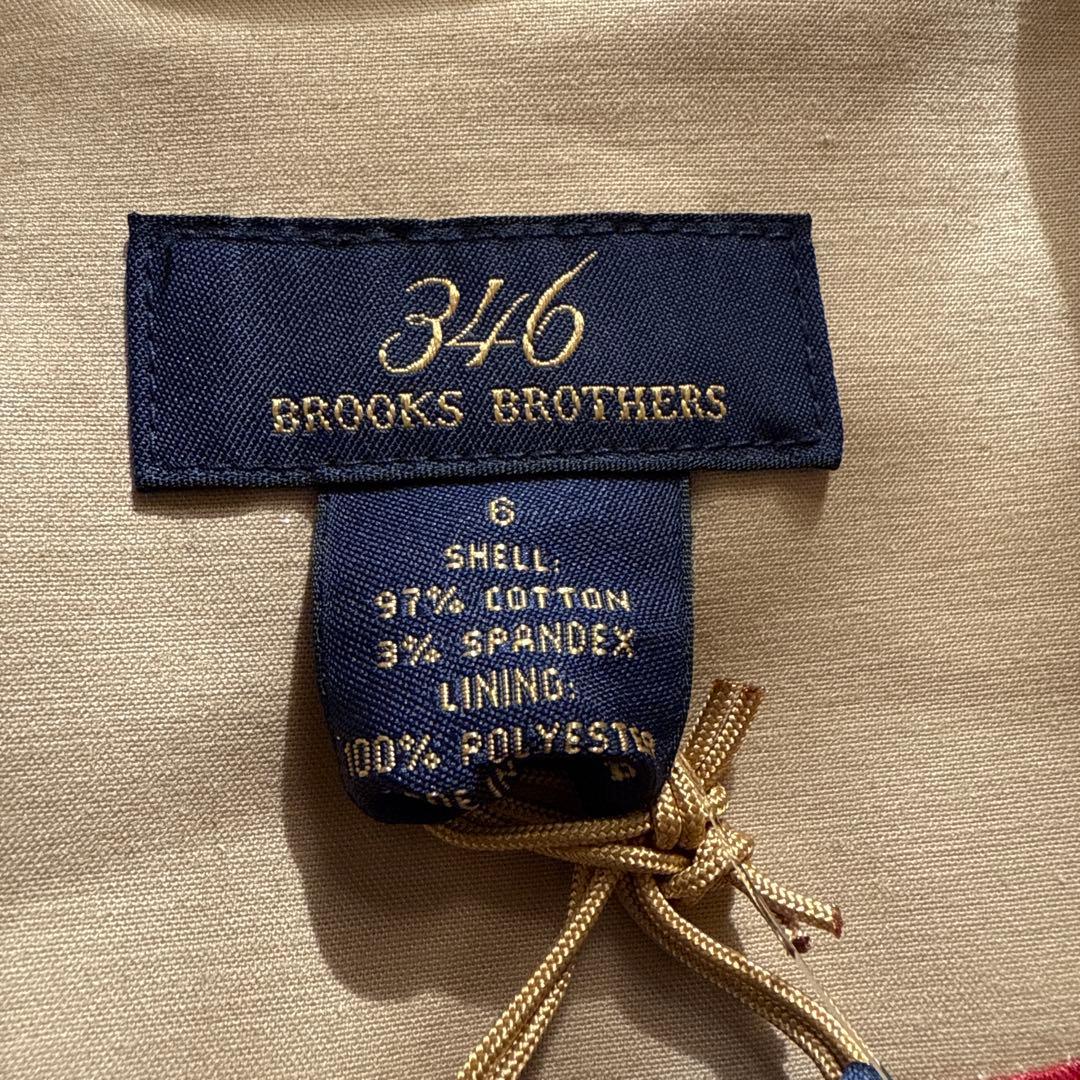 346
BROOKS BROTHERS
6
SHELL:
97% COTTON
3% SPANDEX
LINING:
100% POLYESTER